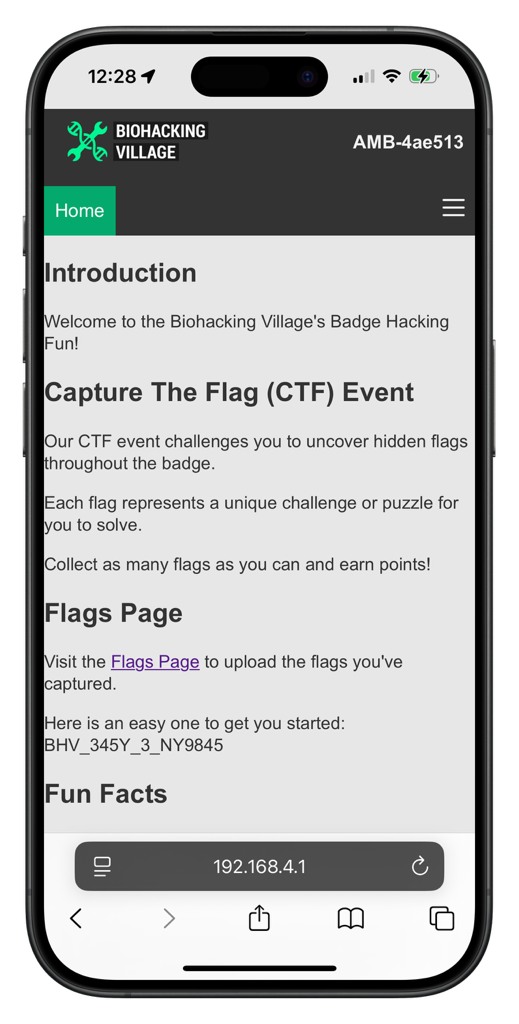 12:28
BIOHACKING
VILLAGE
AMB-4ae513
Home
Introduction
Welcome to the Biohacking Village's Badge Hacking
Fun!
Capture The Flag (CTF) Event
Our CTF event challenges you to uncover hidden flags
throughout the badge.
Each flag represents a unique challenge or puzzle for
you to solve.
Collect as many flags as you can and earn points!
Flags Page
Visit the Flags Page to upload the flags you've
captured.
Here is an easy one to get you started:
BHV_345Y_3_NY9845
Fun Facts
192.168.4.1